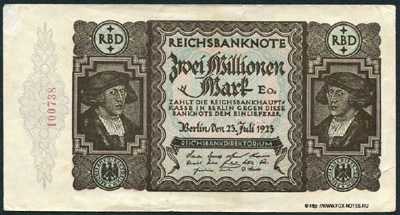 RBD
RBD
REICHSBANKNOTE
Zwei Millionen
Mark Eo.
ZAHLT DIE REICHSBANKHAUPT-
KASSE IN BERLIN GEGEN DIESE
BANKNOTE DEM EINLIEFERER.
Berlin, den 23. Juli 1923
REICHSBANKDIREKTORIUM
100738
©
WWW.FOX-NOTES.RU